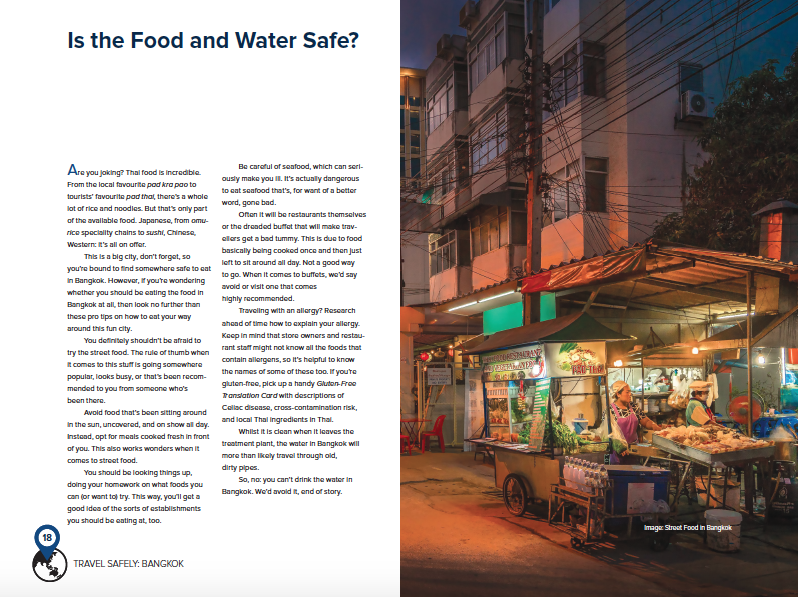 Is the Food and Water Safe?
Are you joking? Thai food is incredible.
From the local favourite pad kra pao to
tourists' favourite pad thai, there's a whole
lot of rice and noodles. But that's only part
of the available food. Japanese, from omu-
rice speciality chains to sushi, Chinese,
Western: it's all on offer.
This is a big city, don't forget, so
you're bound to find somewhere safe to eat
in Bangkok. However, if you're wondering
whether you should be eating the food in
Bangkok at all, then look no further than
these pro tips on how to eat your way
around this fun city.
You definitely shouldn't be afraid to
try the street food. The rule of thumb when
it comes to this stuff is going somewhere
popular, looks busy, or that's been recom-
mended to you from someone who's
been there.
Avoid food that's been sitting around
in the sun, uncovered, and on show all day.
Instead, opt for meals cooked fresh in front
of you. This also works wonders when it
comes to street food.
You should be looking things up,
doing your homework on what foods you
can (or want to) try. This way, you'll get a
good idea of the sorts of establishments
you should be eating at, too.
Be careful of seafood, which can seri-
ously make you ill. It's actually dangerous
to eat seafood that's, for want of a better
word, gone bad.
Often it will be restaurants themselves
or the dreaded buffet that will make trav-
ellers get a bad tummy. This is due to food
basically being cooked once and then just
left to sit around all day. Not a good way
to go. When it comes to buffets, we'd say
avoid or visit one that comes
highly recommended.
Traveling with an allergy? Research
ahead of time how to explain your allergy.
Keep in mind that store owners and restau-
rant staff might not know all the foods that
contain allergens, so it's helpful to know
the names of some of these too. If you're
gluten-free, pick up a handy Gluten-Free
Translation Card with descriptions of
Celiac disease, cross-contamination risk,
and local Thai ingredients in Thai.
Whilst it is clean when it leaves the
treatment plant, the water in Bangkok will
more than likely travel through old,
dirty pipes.
So, no: you can't drink the water in
Bangkok. We'd avoid it, end of story.
18
TRAVEL SAFELY: BANGKOK
RESTAURANT
Image: Street Food in Bangkok